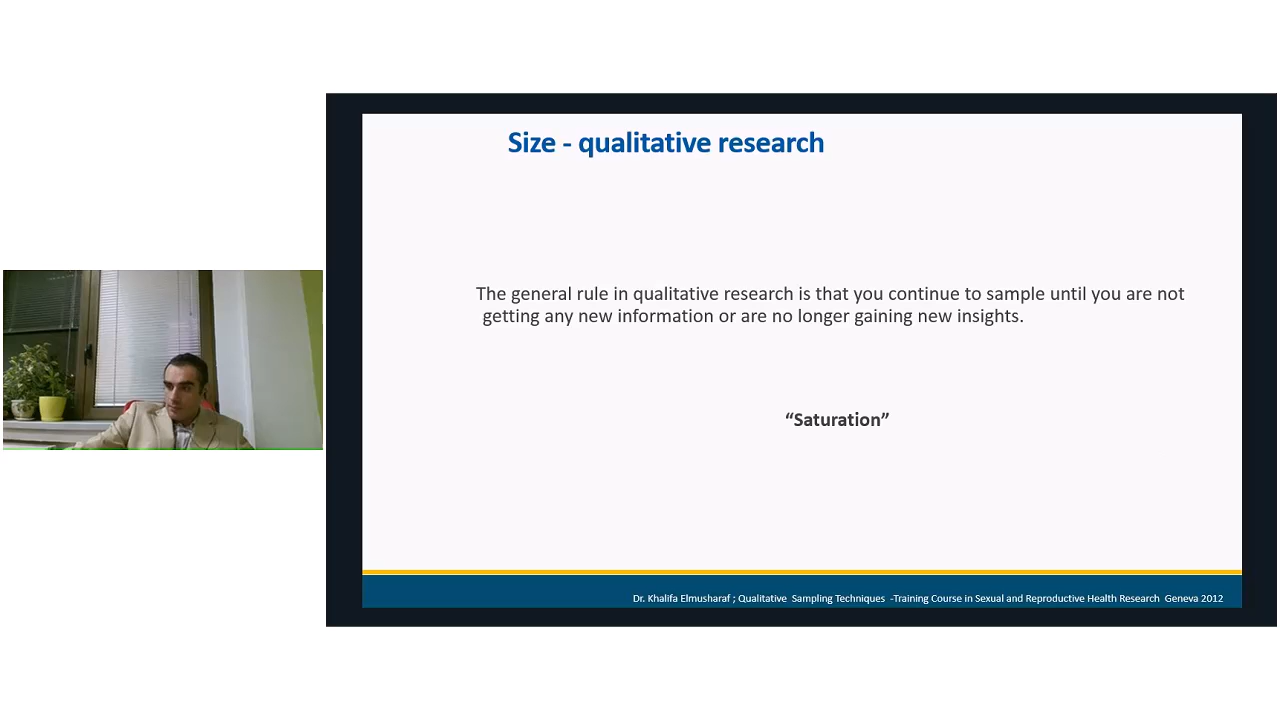 Size - qualitative research
The general rule in qualitative research is that you continue to sample until you are not
getting any new information or are no longer gaining new insights.
“Saturation”
Dr. Khalifa Elmusharaf ; Qualitative Sampling Techniques -Training Course in Sexual and Reproductive Health Research Geneva 2012